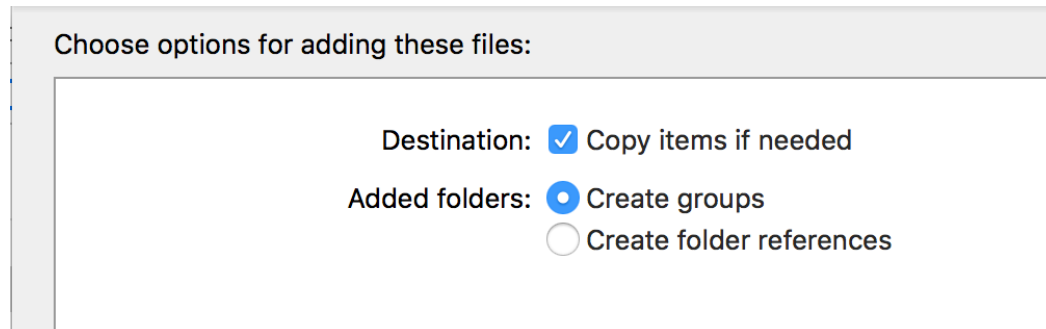 Choose options for adding these files:
Destination: Copy items if needed
Added folders: Create groups
Create folder references